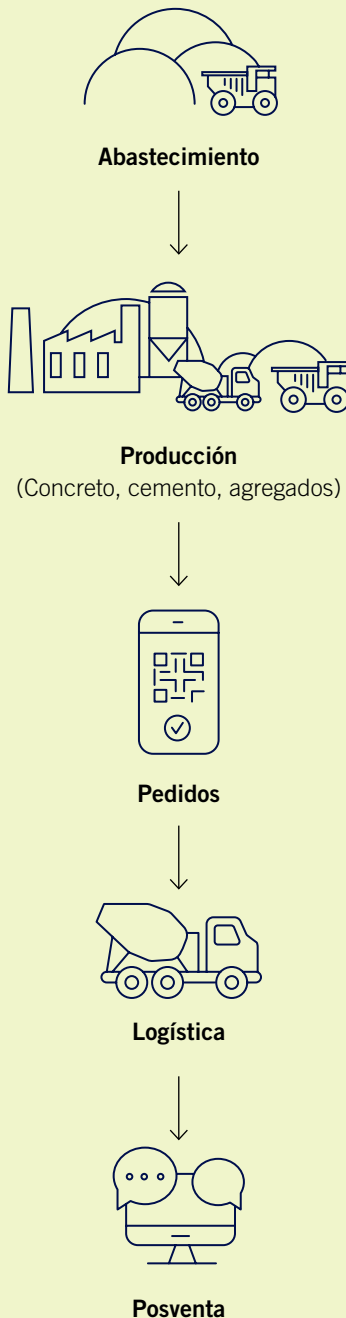 Abastecimiento
Producción
(Concreto, cemento, agregados)
Pedidos
Logística
Posventa